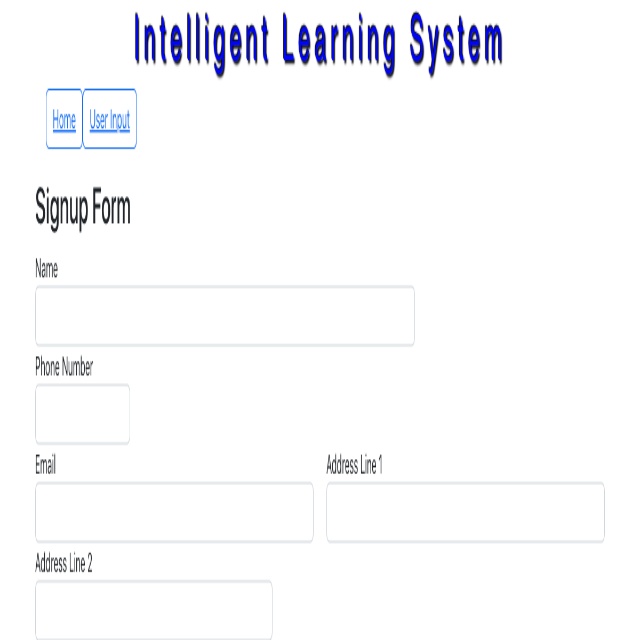 Intelligent Learning System
Home User Input
Signup Form
Name
Phone Number
Email Address Line 1
Address Line 2